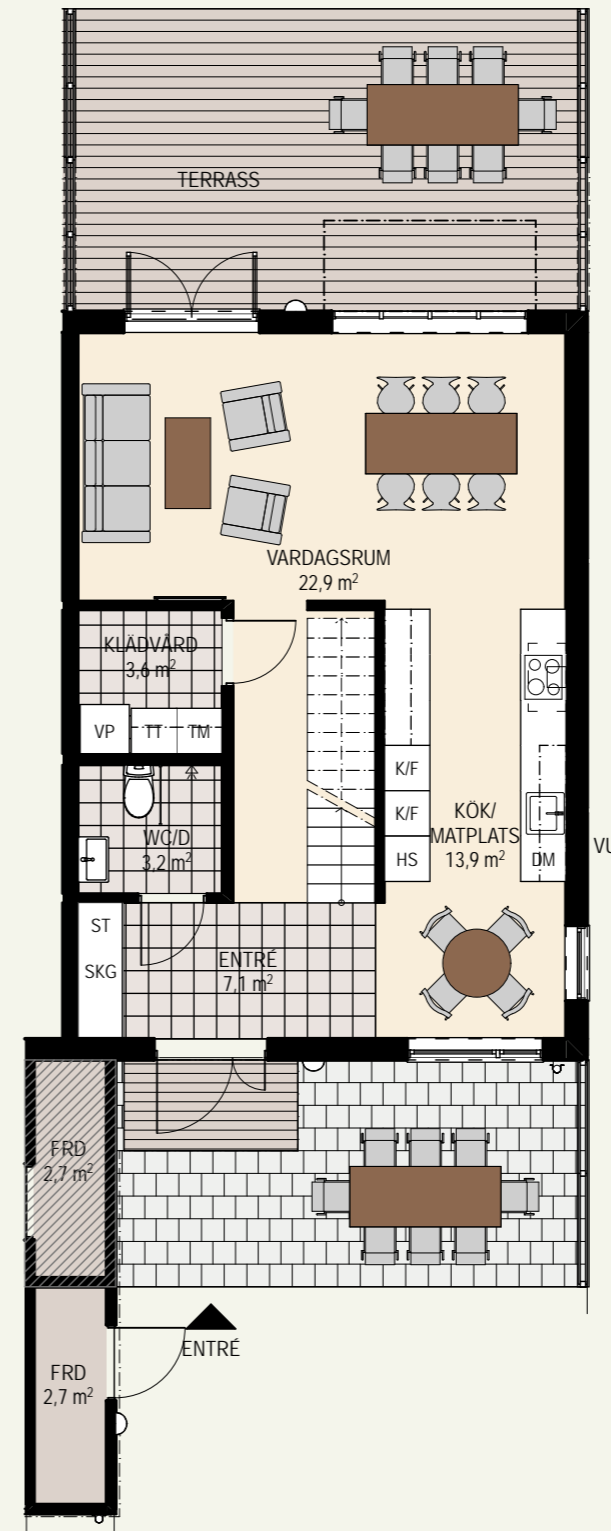 TERRASS
VARDAGSRUM
22,9 m²
KLÄDVÅRD
3,6 m²
VP TT TM
K/F
K/F
HS
KÖK/
MATPLATS
13,9 m²
DM
VU
WC/D
3,2 m²
ST
SKG
ENTRÉ
7,1 m²
FRD
2,7 m²
ENTRÉ
FRD
2,7 m²